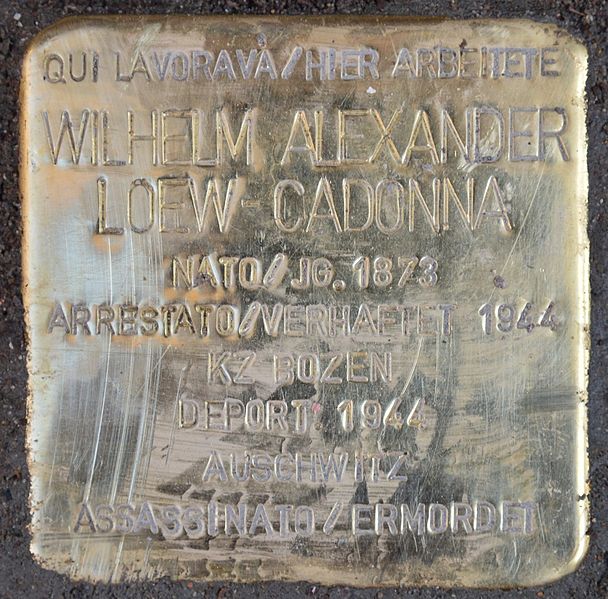 QUI LAVORAVA/HIER ARBEITETE
WILHELM ALEXANDER
LOEW-CADONNA
NATO/JG. 1873
ARRESTATO/VERHAFTET 1944
KZ BOZEN
DEPORT. 1944
AUSCHWITZ
ASSASSINATO/ERMORDET